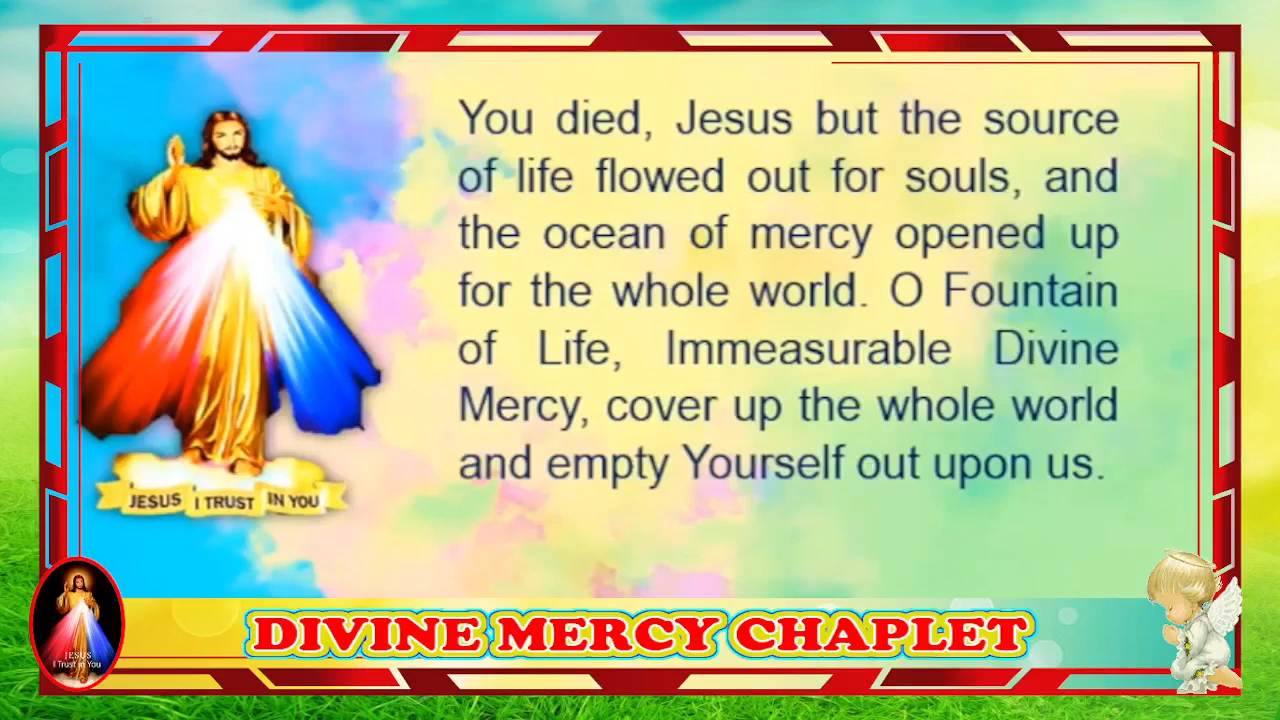 You died, Jesus but the source
of life flowed out for souls, and
the ocean of mercy opened up
for the whole world. O Fountain
of Life, Immeasurable Divine
Mercy, cover up the whole world
and empty Yourself out upon us.
JESUS I TRUST IN YOU
JESUS
I Trust in You
DIVINE MERCY CHAPLET